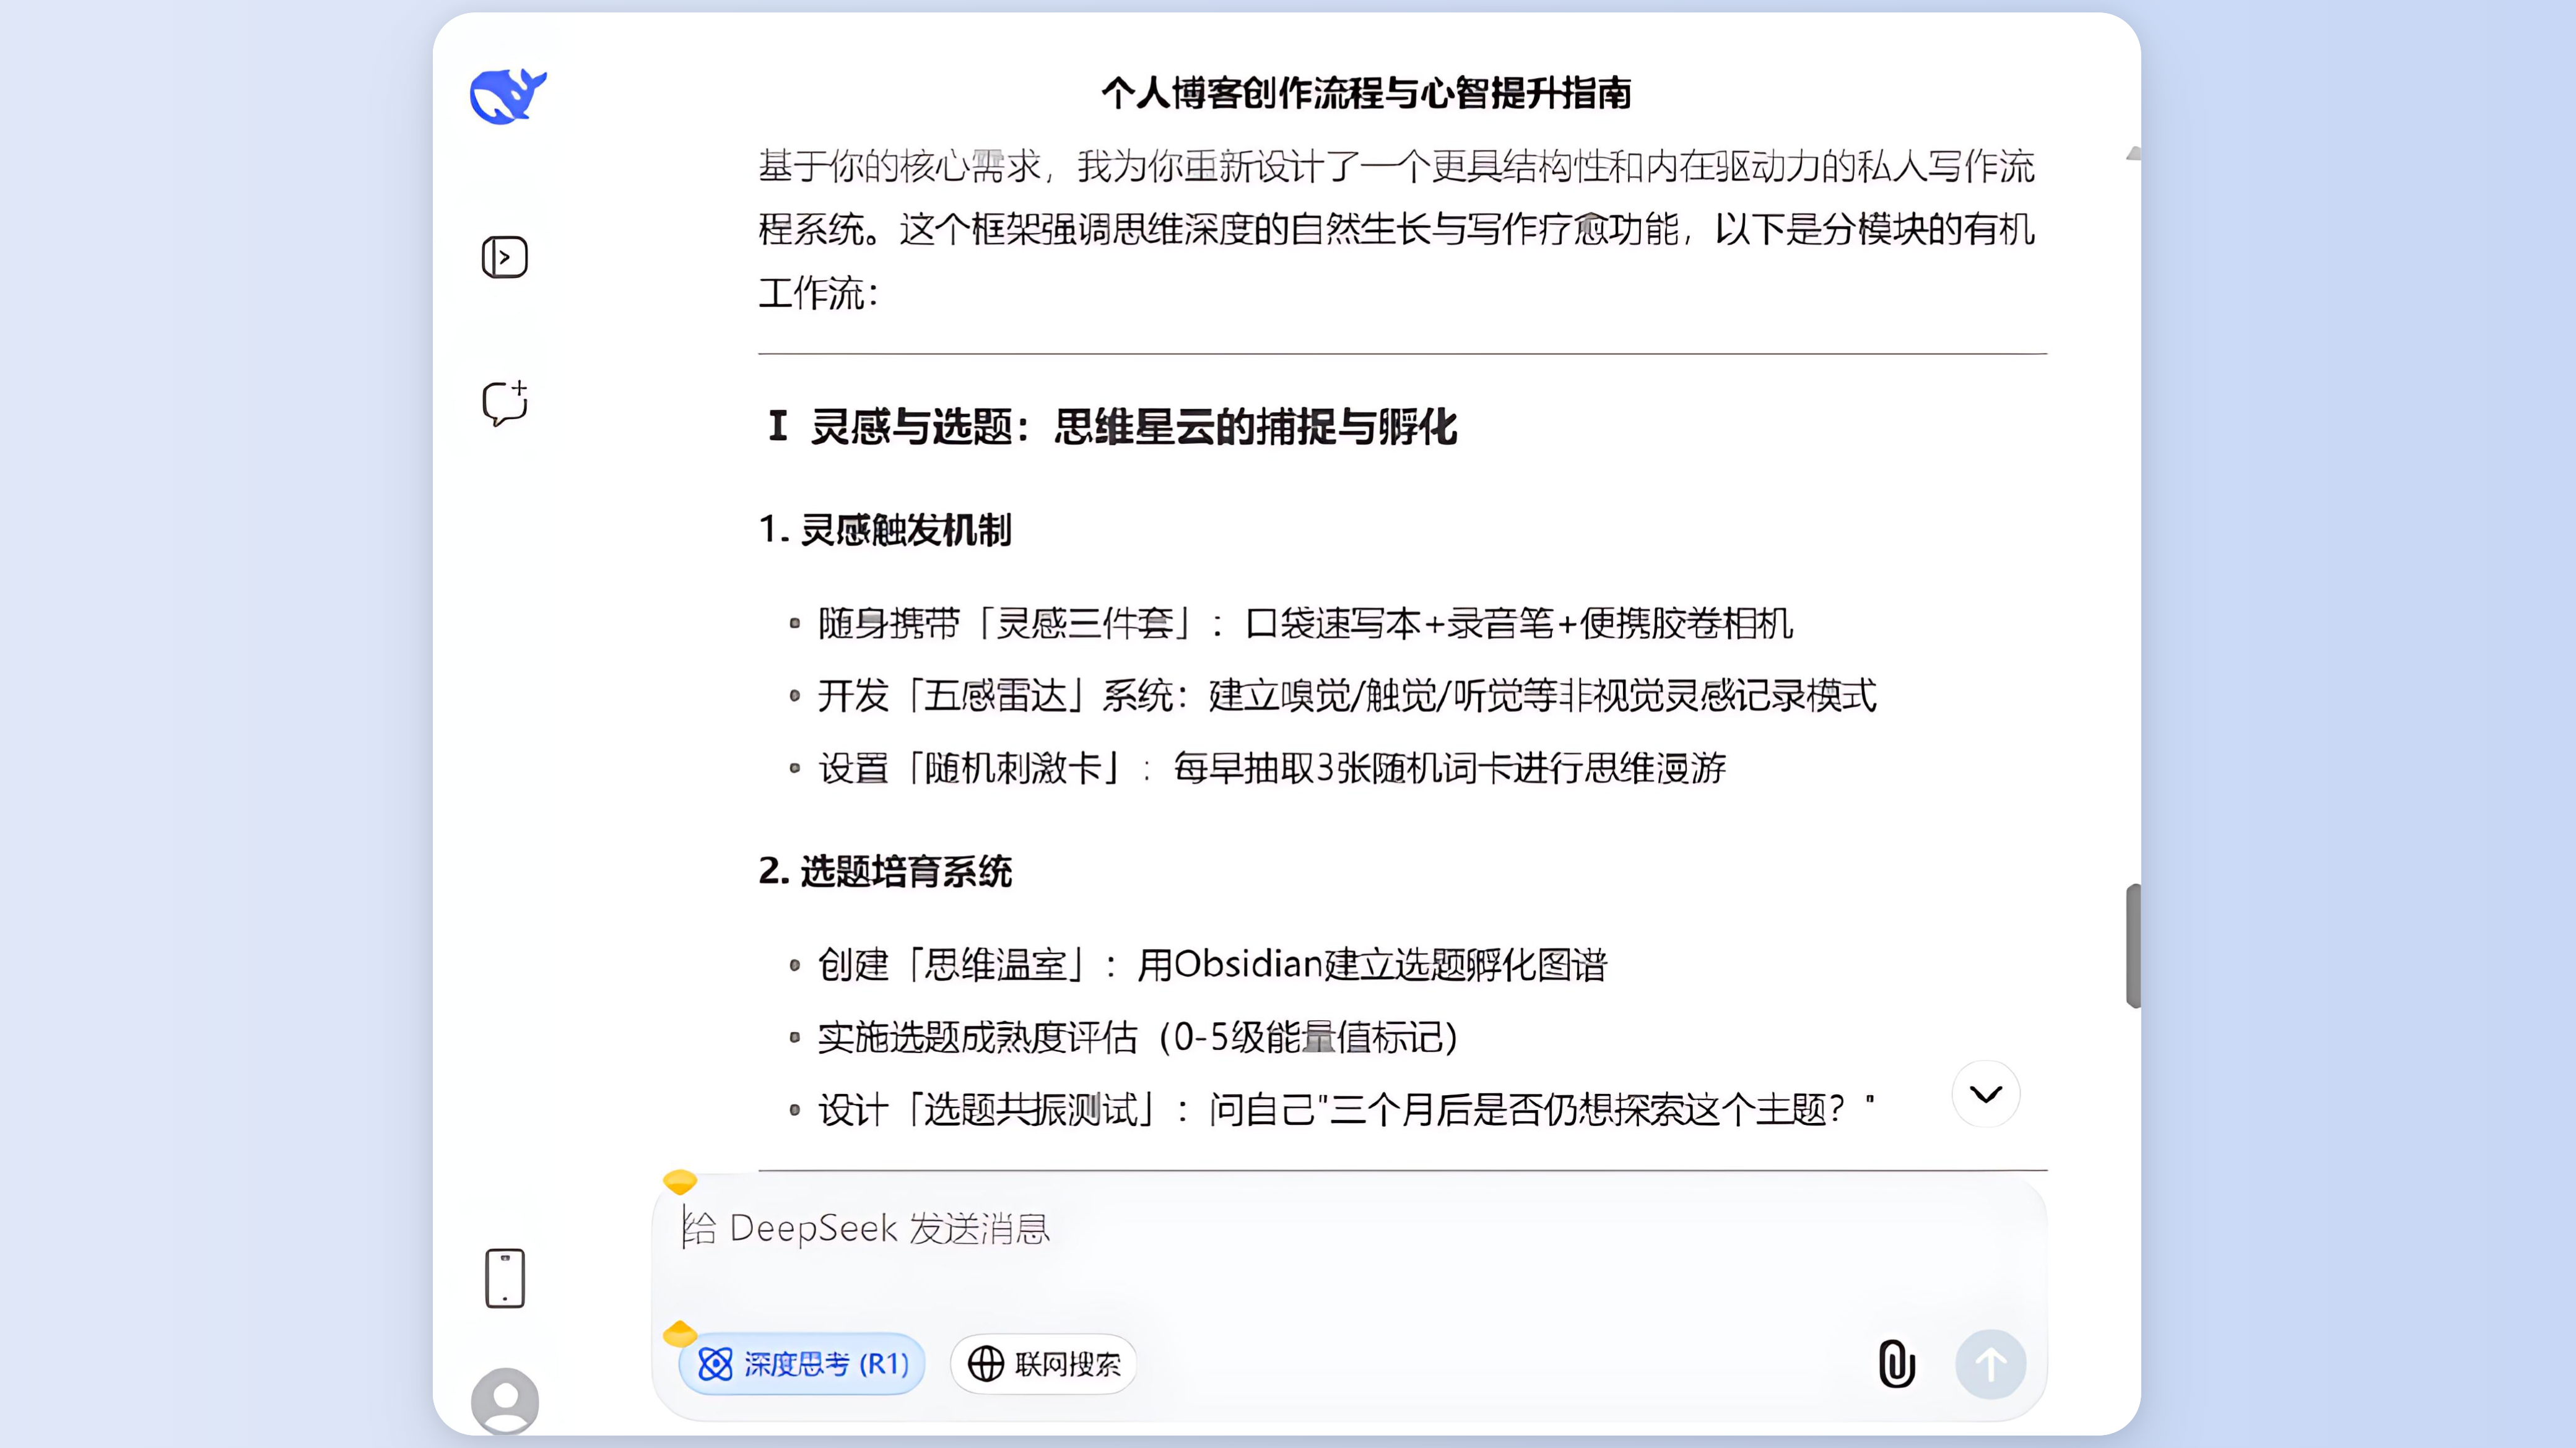 个人博客创作流程与心智提升指南
基于你的核心需求，我为你重新设计了一个更具结构性和内在驱动力的私人写作流
程系统。这个框架强调思维深度的自然生长与写作疗愈功能，以下是分模块的有机
工作流：
I 灵感与选题：思维星云的捕捉与孵化
1. 灵感触发机制
• 随身携带「灵感三件套」：口袋速写本+录音笔+便携胶卷相机
• 开发「五感雷达」系统：建立嗅觉/触觉/听觉等非视觉灵感记录模式
• 设置「随机刺激卡」：每早抽取3张随机词卡进行思维漫游
2. 选题培育系统
• 创建「思维温室」：用Obsidian建立选题孵化图谱
• 实施选题成熟度评估（0-5级能量值标记）
• 设计「选题共振测试」：问自己"三个月后是否仍想探索这个主题？"
给 DeepSeek 发送消息
深度思考 (R1)
联网搜索